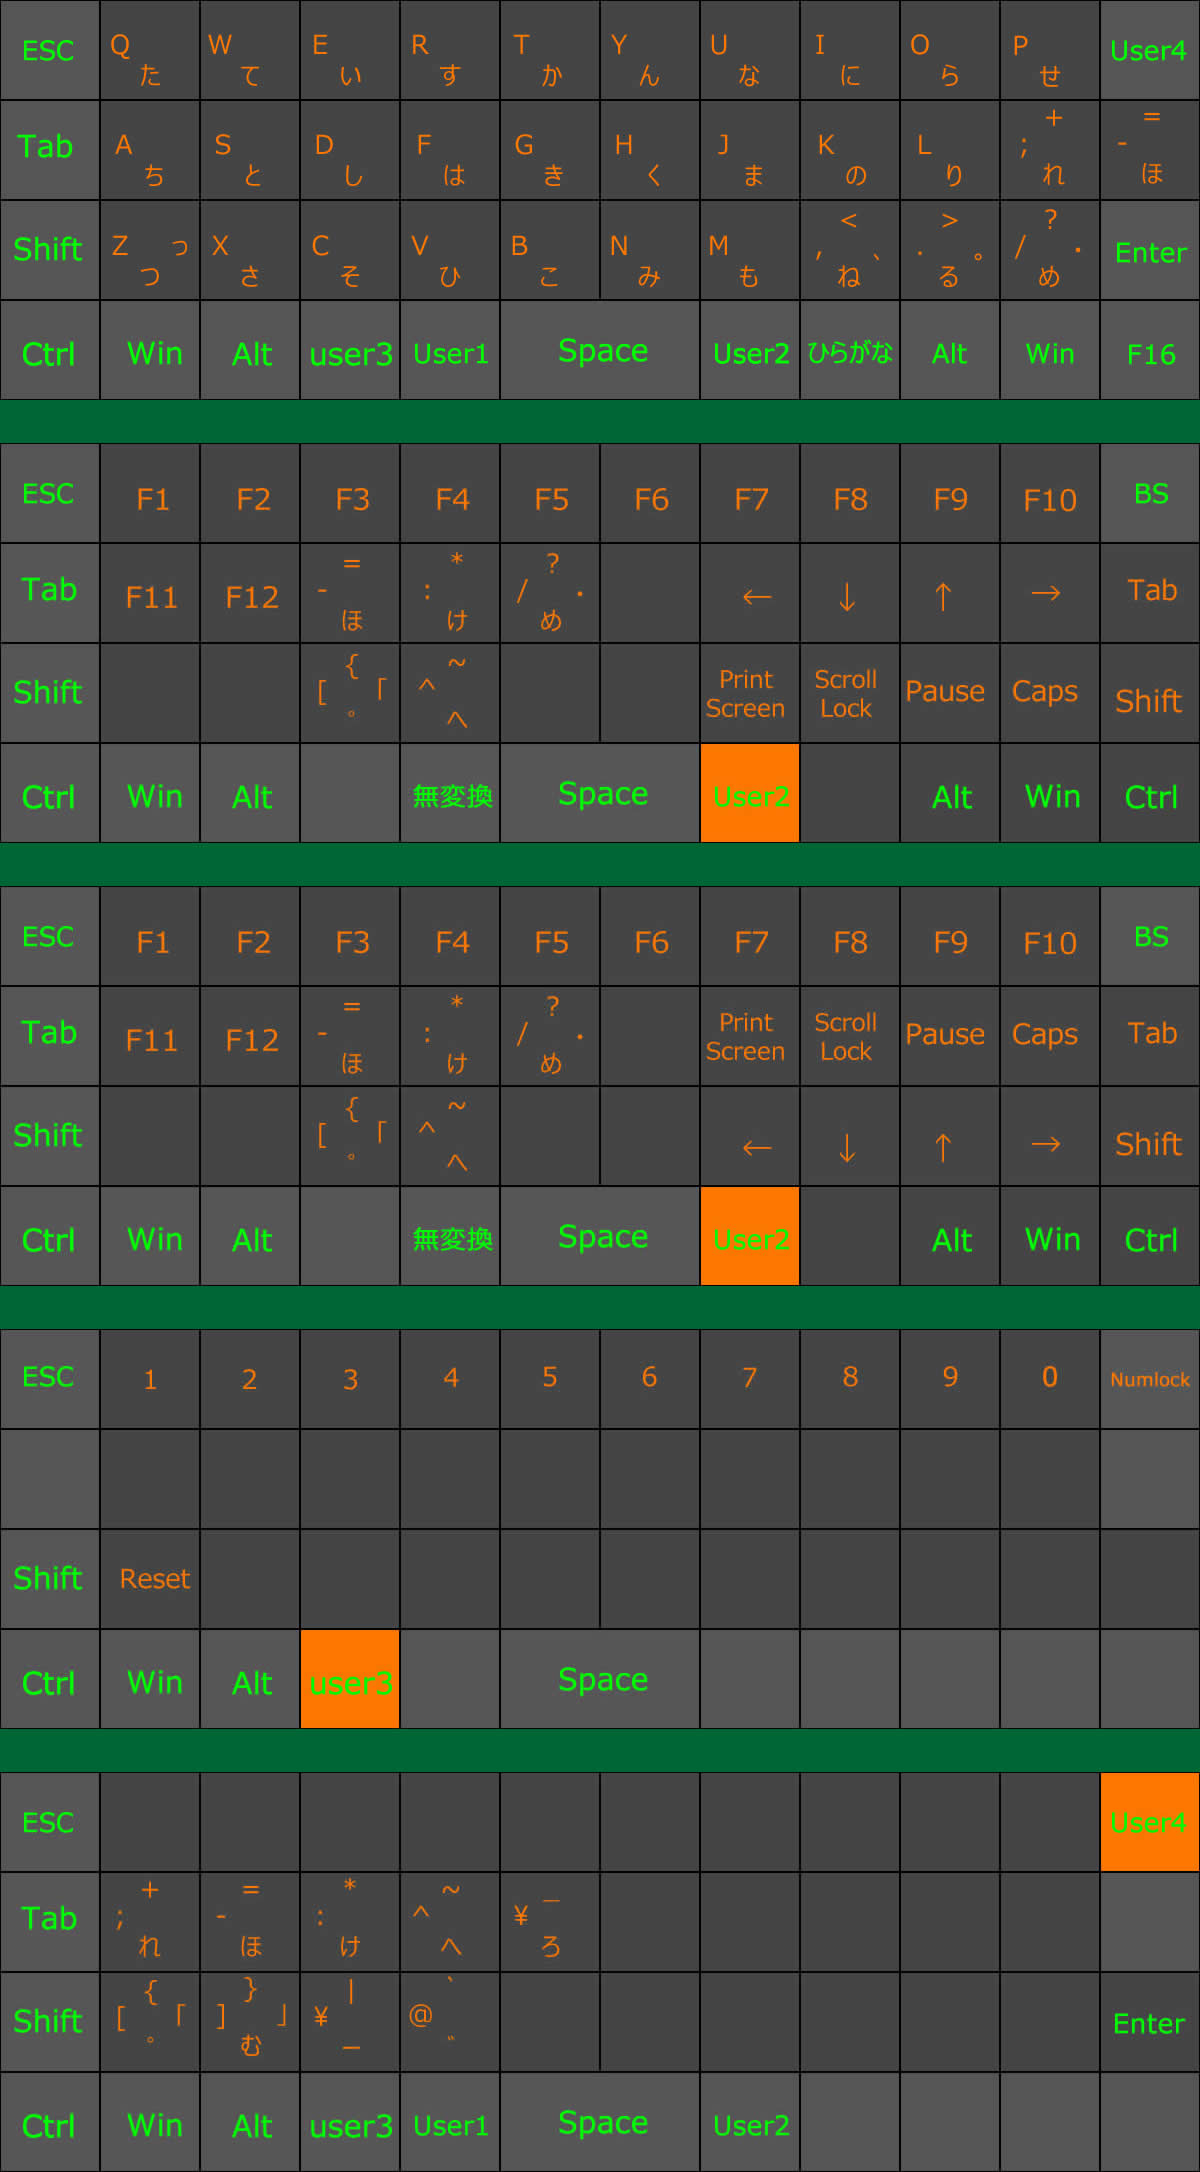 ESC Q た W て E い R す T か Y ん U な I に O ら P せ User4
Tab A ち S と D し F は G き H く J ま K の L り + ; れ = - ほ
Shift Z っ つ X さ C そ V ひ B こ N み M も < , 、 ね > . 。 る ? / ・ め Enter
Ctrl Win Alt user3 User1 Space User2 ひらがな Alt Win F16
ESC F1 F2 F3 F4 F5 F6 F7 F8 F9 F10 BS
Tab F11 F12 = - ほ * : け ? / ・ め ← ↓ ↑ → Tab
Shift { [ 「 ゜ ~ ^ へ Print Screen Scroll Lock Pause Caps Shift
Ctrl Win Alt 無変換 Space User2 Alt Win Ctrl
ESC F1 F2 F3 F4 F5 F6 F7 F8 F9 F10 BS
Tab F11 F12 = - ほ * : け ? / ・ め Print Screen Scroll Lock Pause Caps Tab
Shift { [ 「 ゜ ~ ^ へ ← ↓ ↑ → Shift
Ctrl Win Alt 無変換 Space User2 Alt Win Ctrl
ESC 1 2 3 4 5 6 7 8 9 0 Numlock
Shift Reset
Ctrl Win Alt user3 Space
ESC User4
Tab + ; れ = - ほ * : け ~ ^ へ _ ¥ ろ
Shift { [ 「 ゜ } ] 」 む | ¥ ー ` @ ゛ Enter
Ctrl Win Alt user3 User1 Space User2